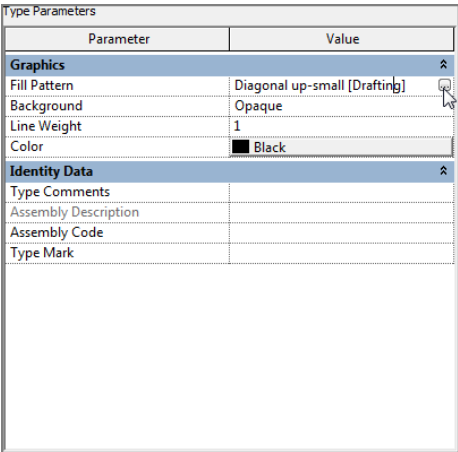 Type Parameters
Parameter Value
Graphics
Fill Pattern Diagonal up-small [Drafting]
Background Opaque
Line Weight 1
Color Black
Identity Data
Type Comments
Assembly Description
Assembly Code
Type Mark